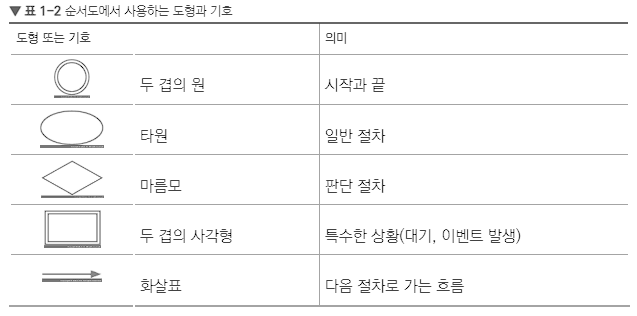 ▼ 표 1-2 순서도에서 사용하는 도형과 기호
도형 또는 기호 의미
두 겹의 원 시작과 끝
타원 일반 절차
마름모 판단 절차
두 겹의 사각형 특수한 상황(대기, 이벤트 발생)
화살표 다음 절차로 가는 흐름